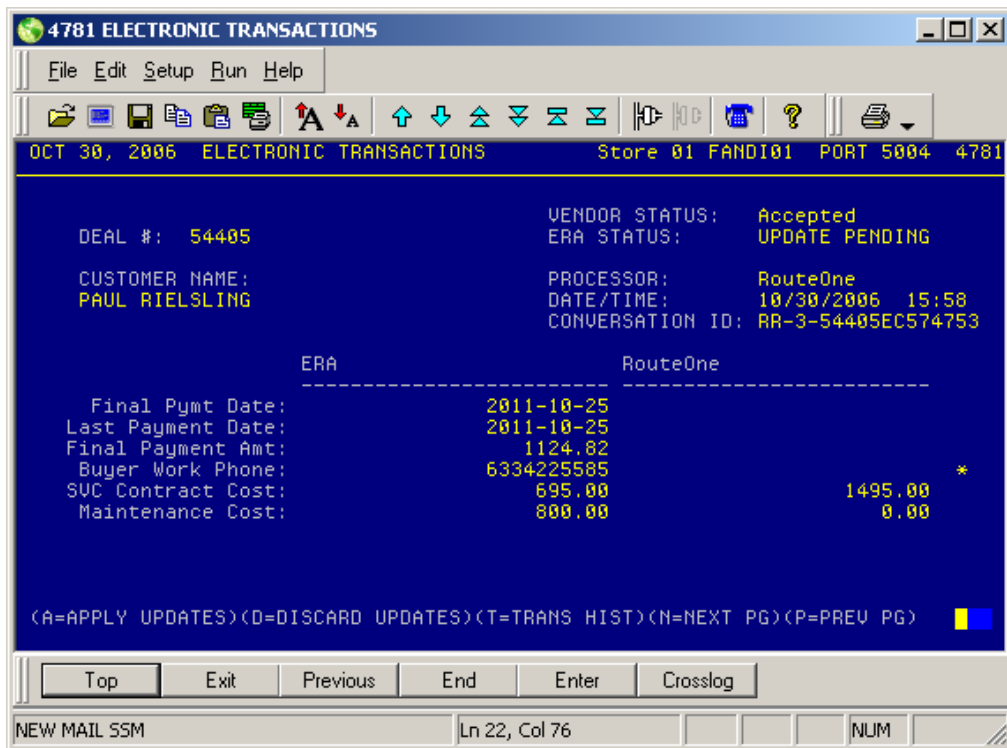 4781 ELECTRONIC TRANSACTIONS
File Edit Setup Run Help
OCT 30, 2006 ELECTRONIC TRANSACTIONS Store 01 FANDI01 PORT 5004 4781
VENDOR STATUS: Accepted
DEAL #: 54405 ERA STATUS: UPDATE PENDING
CUSTOMER NAME: PROCESSOR: RouteOne
PAUL RIELSLING DATE/TIME: 10/30/2006 15:58
CONVERSATION ID: RR-3-54405EC574753
ERA RouteOne
------------------------- -------------------------
Final Pymt Date: 2011-10-25
Last Payment Date: 2011-10-25
Final Payment Amt: 1124.82
Buyer Work Phone: 6334225585 *
SVC Contract Cost: 695.00 1495.00
Maintenance Cost: 800.00 0.00
(A=APPLY UPDATES)(D=DISCARD UPDATES)(T=TRANS HIST)(N=NEXT PG)(P=PREV PG)
Top Exit Previous End Enter Crosslog
NEW MAIL SSM Ln 22, Col 76 NUM